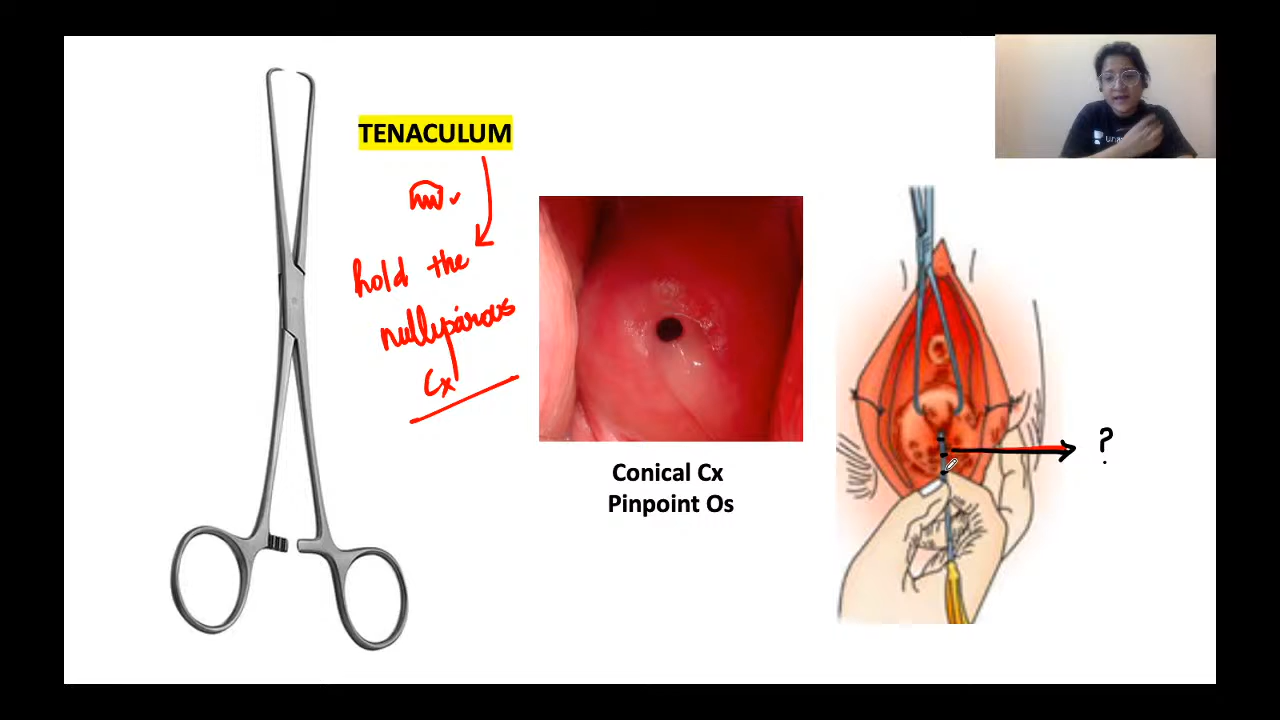 TENACULUM
hold the
nulliparous
Cx
Conical Cx
Pinpoint Os
?